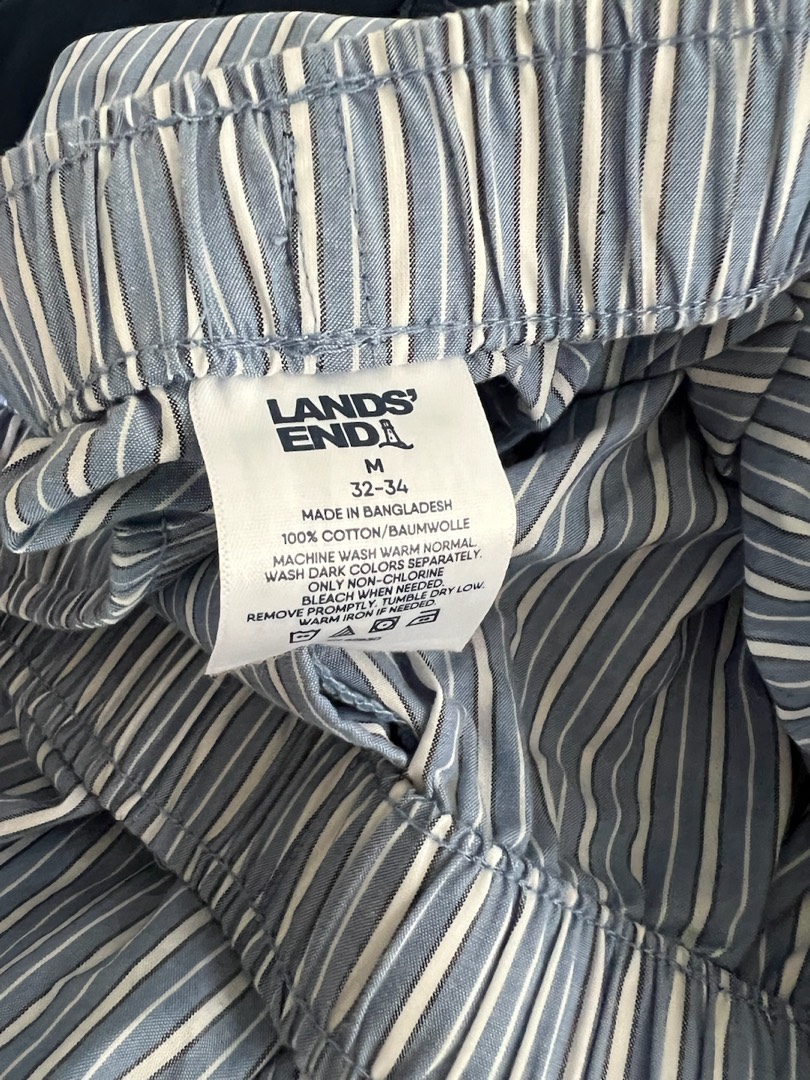 LANDS'
END
M
32-34
MADE IN BANGLADESH
100% COTTON/BAUMWOLLE
MACHINE WASH WARM NORMAL.
WASH DARK COLORS SEPARATELY.
ONLY NON-CHLORINE
BLEACH WHEN NEEDED.
REMOVE PROMPTLY. TUMBLE DRY LOW.
WARM IRON IF NEEDED.